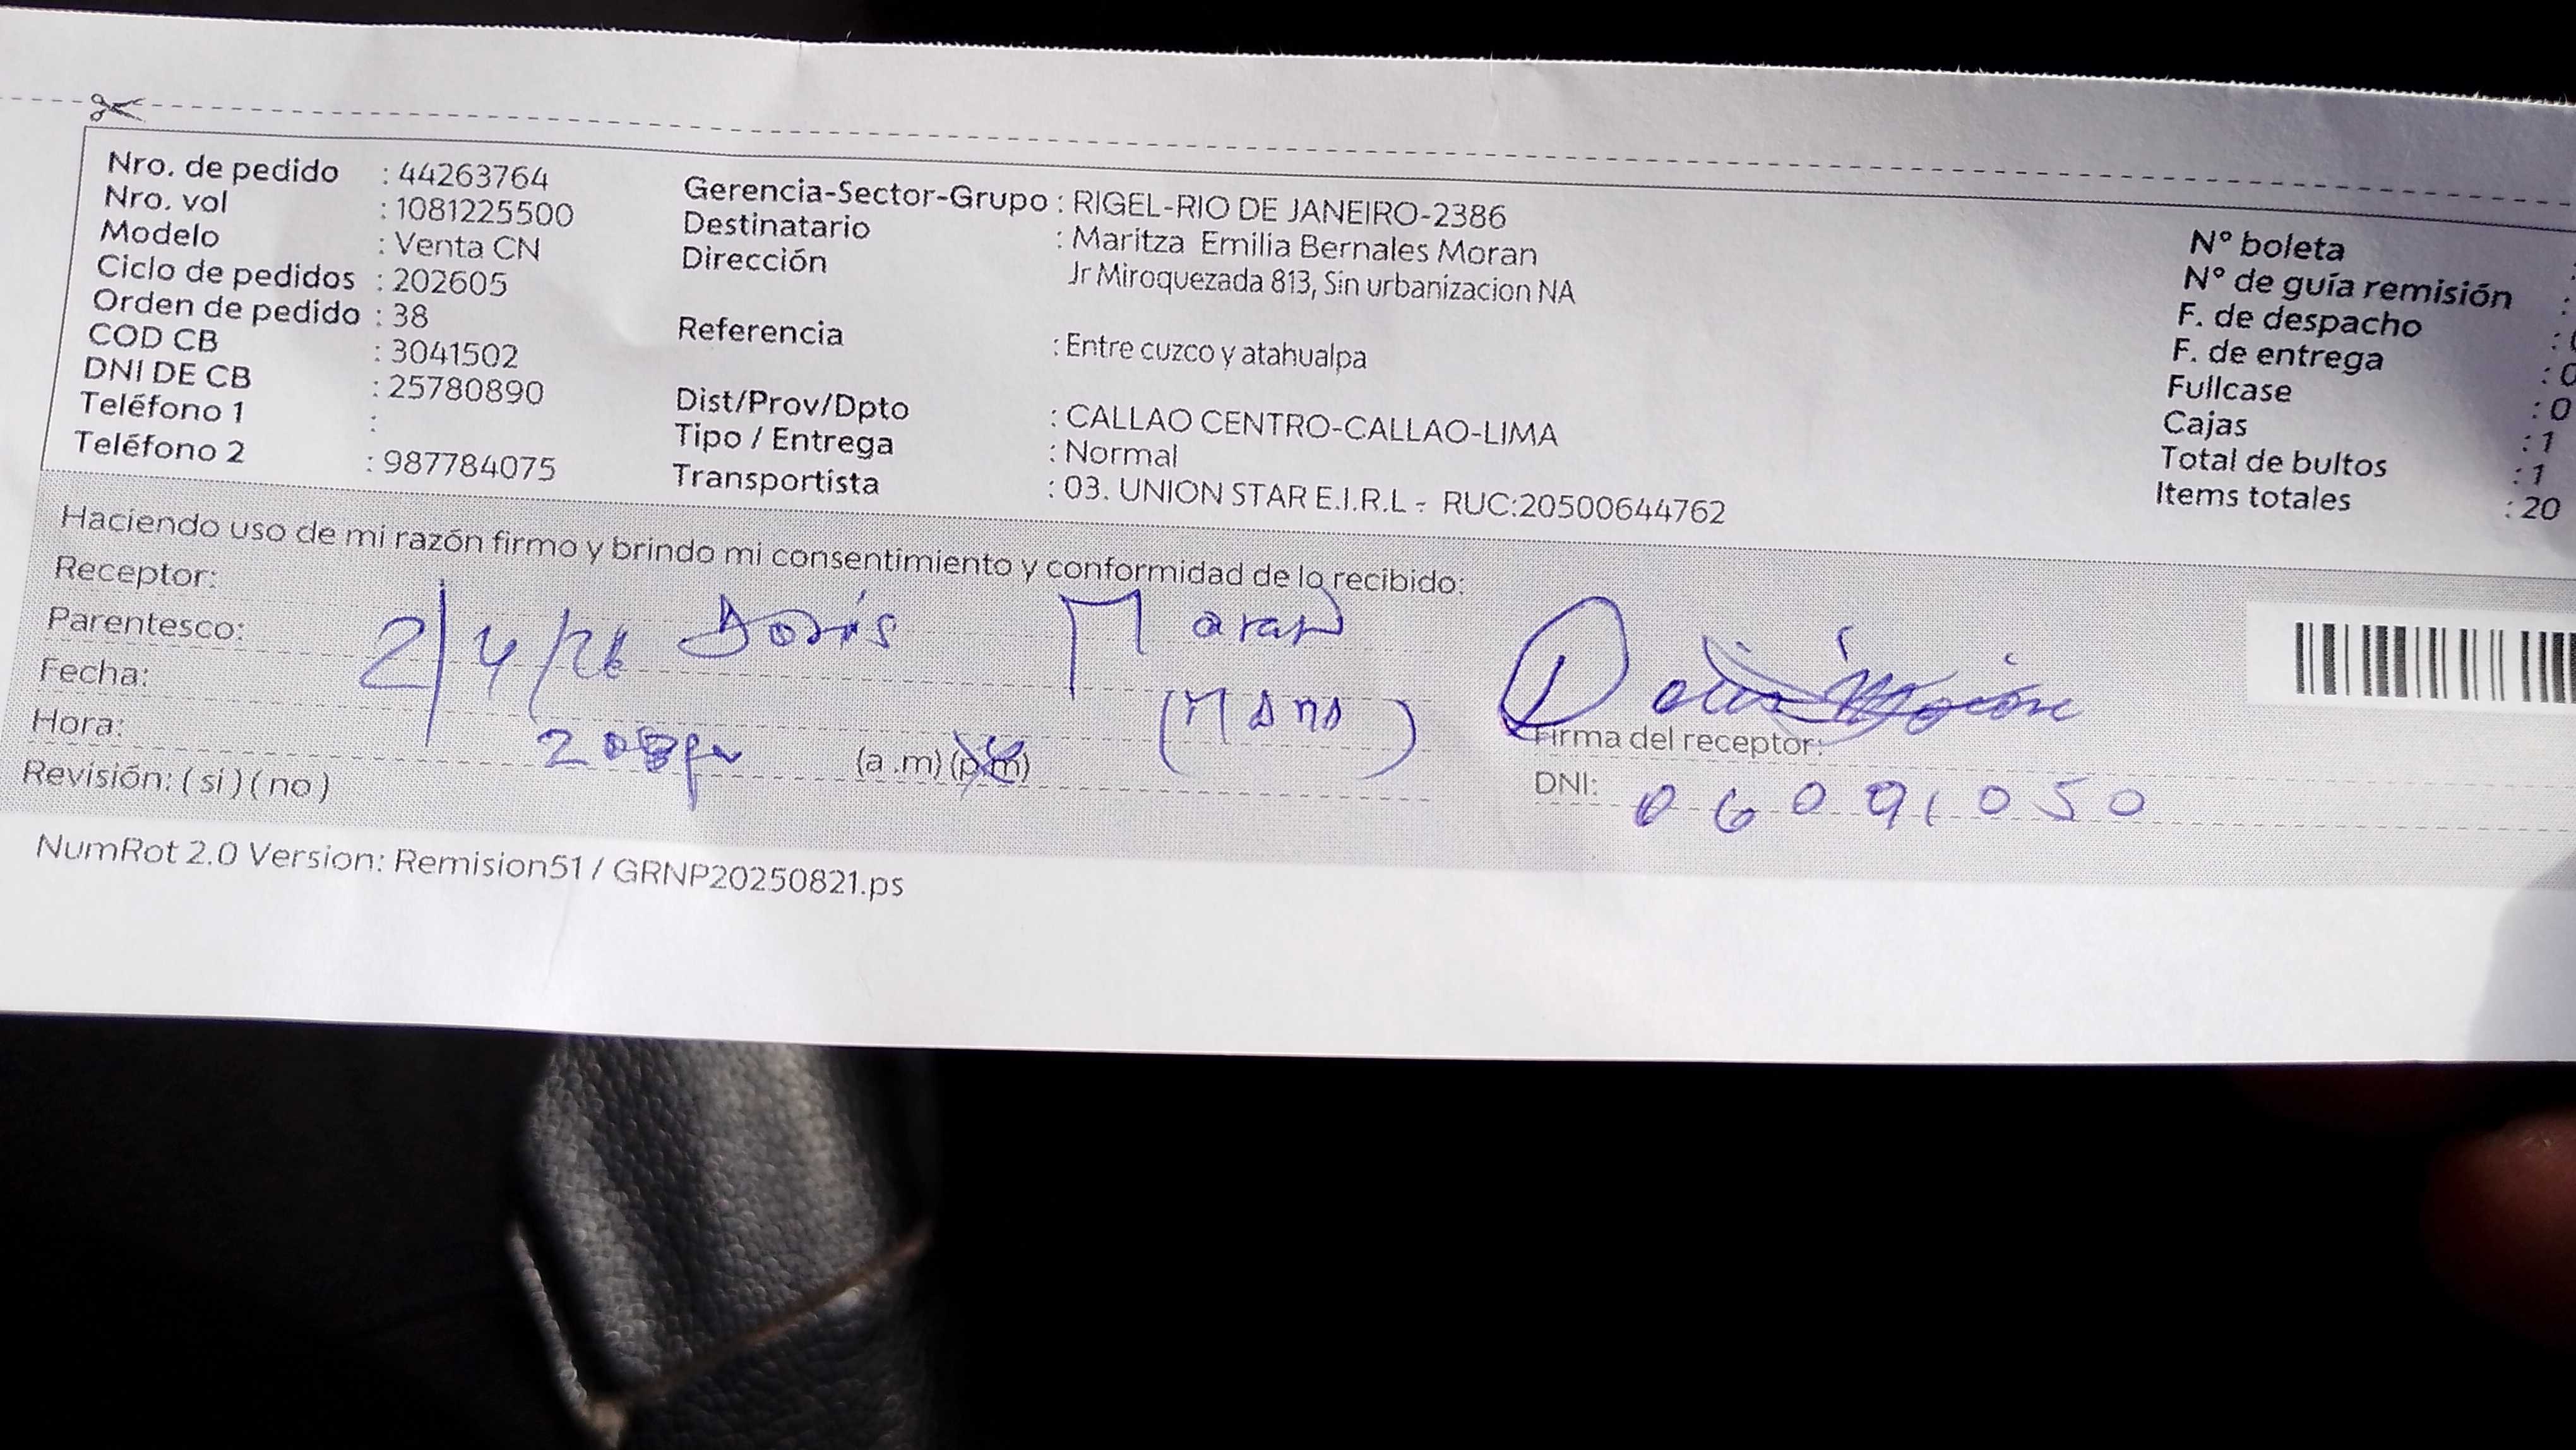 Nro. de pedido : 44263764
Nro. vol : 1081225500
Modelo : Venta CN
Ciclo de pedidos : 202605
Orden de pedido : 38
COD CB : 3041502
DNI DE CB : 25780890
Teléfono 1 :
Teléfono 2 : 987784075
Gerencia-Sector-Grupo : RIGEL-RIO DE JANEIRO-2386
Destinatario : Maritza Emilia Bernales Moran
Dirección Jr Miroquezada 813, Sin urbanizacion NA
Referencia : Entre cuzco y atahualpa
Dist/Prov/Dpto : CALLAO CENTRO-CALLAO-LIMA
Tipo / Entrega : Normal
Transportista : 03. UNION STAR E.I.R.L - RUC:20500644762
N° boleta :
N° de guía remisión :
F. de despacho : 0
F. de entrega : 0
Fullcase : 0
Cajas : 1
Total de bultos : 1
Items totales : 20
Haciendo uso de mi razón firmo y brindo mi consentimiento y conformidad de lo recibido:
Receptor:
Parentesco: 2/4/26 Doris Moran
Fecha:
Hora: (a.m) (p.m)
Revisión: ( si ) ( no )
Firma del receptor:
DNI: 06091050
NumRot 2.0 Version: Remision51 / GRNP20250821.ps